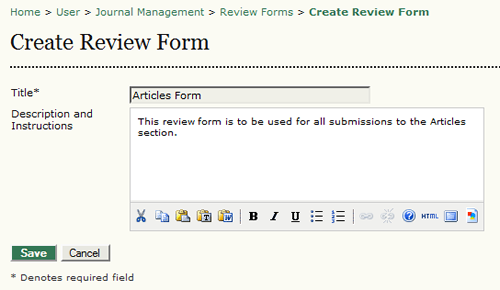 Home > User > Journal Management > Review Forms > Create Review Form
Create Review Form
Title*
Articles Form
Description and
Instructions
This review form is to be used for all submissions to the Articles
section.
B I U HTML
Save Cancel
* Denotes required field